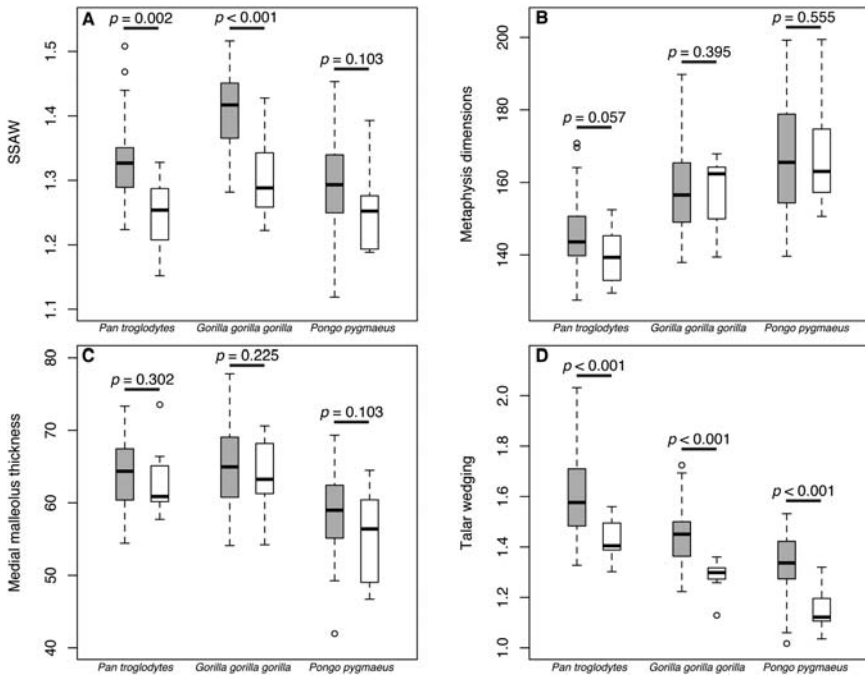 A
p = 0.002
p < 0.001
p = 0.103
SSAW
1.5
1.4
1.3
1.2
1.1
Pan troglodytes
Gorilla gorilla gorilla
Pongo pygmaeus
B
p = 0.057
p = 0.395
p = 0.555
Metaphysis dimensions
200
180
160
140
Pan troglodytes
Gorilla gorilla gorilla
Pongo pygmaeus
C
p = 0.302
p = 0.225
p = 0.103
Medial malleolus thickness
80
70
60
50
40
Pan troglodytes
Gorilla gorilla gorilla
Pongo pygmaeus
D
p < 0.001
p < 0.001
p < 0.001
Talar wedging
2.0
1.8
1.6
1.4
1.2
1.0
Pan troglodytes
Gorilla gorilla gorilla
Pongo pygmaeus